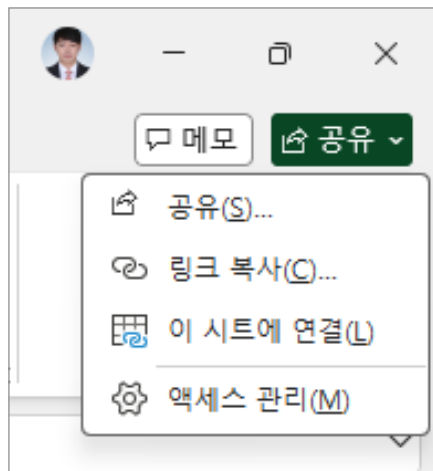 메모 공유
공유(S)...
링크 복사(C)...
이 시트에 연결(L)
액세스 관리(M)